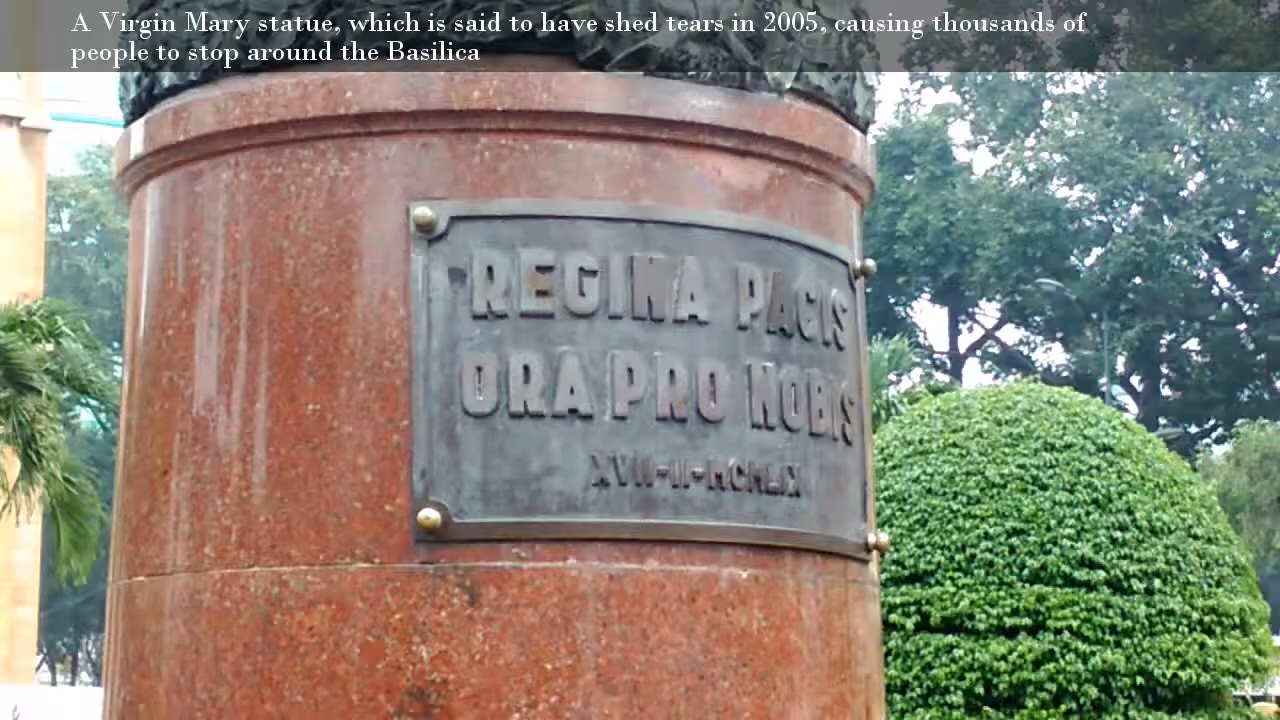 A Virgin Mary statue, which is said to have shed tears in 2005, causing thousands of
people to stop around the Basilica
REGINA PACIS
ORA PRO NOBIS
XVII-II-MCMLIX